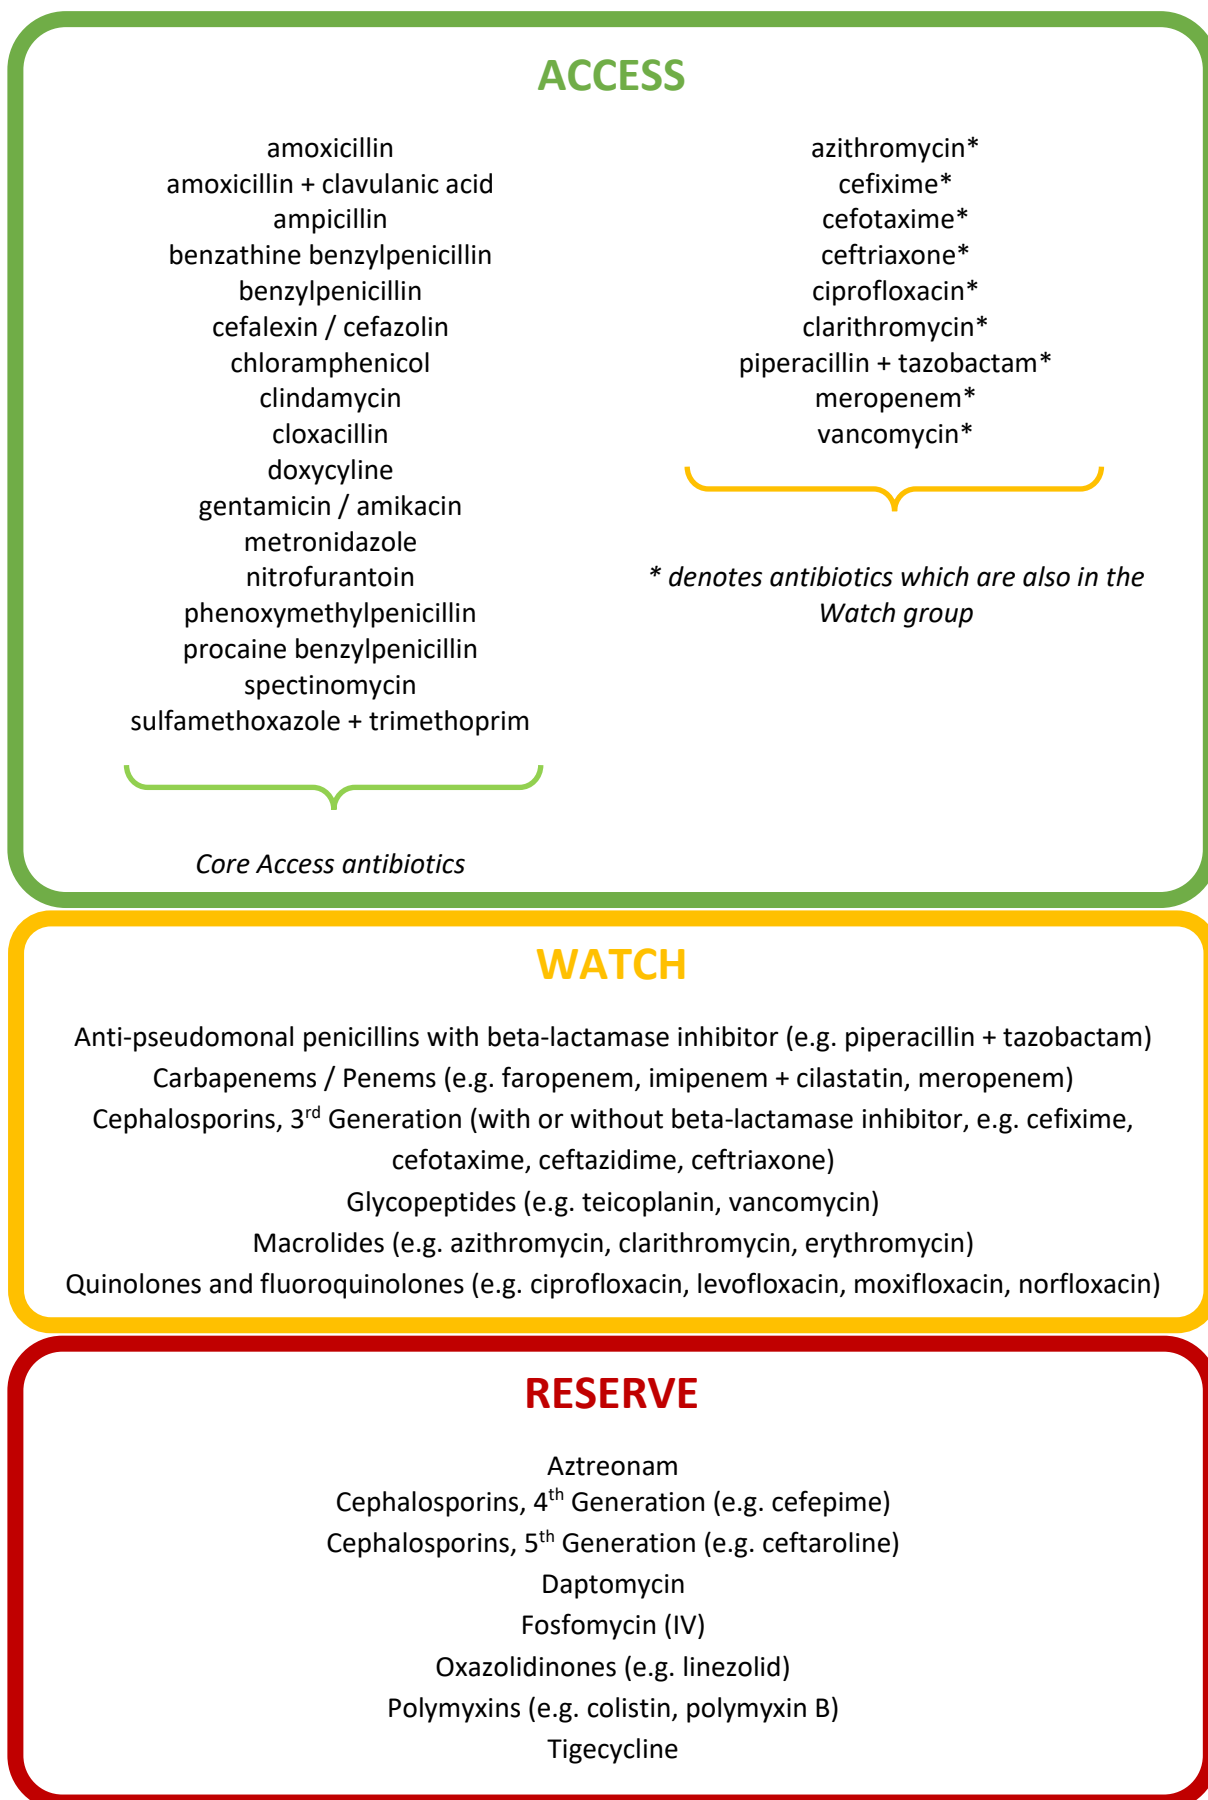 ACCESS
amoxicillin
amoxicillin + clavulanic acid
ampicillin
benzathine benzylpenicillin
benzylpenicillin
cefalexin / cefazolin
chloramphenicol
clindamycin
cloxacillin
doxycyline
gentamicin / amikacin
metronidazole
nitrofurantoin
phenoxymethylpenicillin
procaine benzylpenicillin
spectinomycin
sulfamethoxazole + trimethoprim
Core Access antibiotics
azithromycin*
cefixime*
cefotaxime*
ceftriaxone*
ciprofloxacin*
clarithromycin*
piperacillin + tazobactam*
meropenem*
vancomycin*
* denotes antibiotics which are also in the
Watch group
WATCH
Anti-pseudomonal penicillins with beta-lactamase inhibitor (e.g. piperacillin + tazobactam)
Carbapenems / Penems (e.g. faropenem, imipenem + cilastatin, meropenem)
Cephalosporins, 3rd Generation (with or without beta-lactamase inhibitor, e.g. cefixime,
cefotaxime, ceftazidime, ceftriaxone)
Glycopeptides (e.g. teicoplanin, vancomycin)
Macrolides (e.g. azithromycin, clarithromycin, erythromycin)
Quinolones and fluoroquinolones (e.g. ciprofloxacin, levofloxacin, moxifloxacin, norfloxacin)
RESERVE
Aztreonam
Cephalosporins, 4th Generation (e.g. cefepime)
Cephalosporins, 5th Generation (e.g. ceftaroline)
Daptomycin
Fosfomycin (IV)
Oxazolidinones (e.g. linezolid)
Polymyxins (e.g. colistin, polymyxin B)
Tigecycline